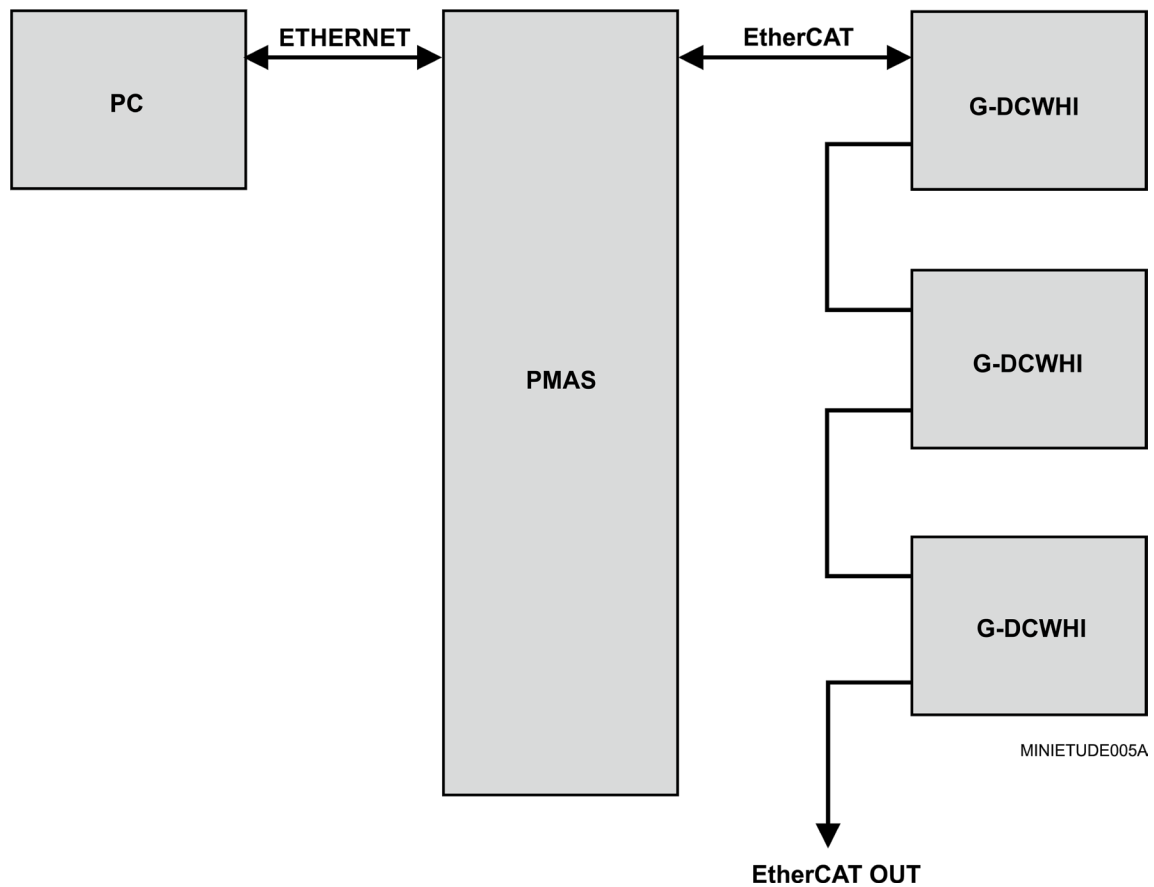 ETHERNET
EtherCAT
PC
G-DCWHI
PMAS
G-DCWHI
G-DCWHI
MINIETUDE005A
EtherCAT OUT